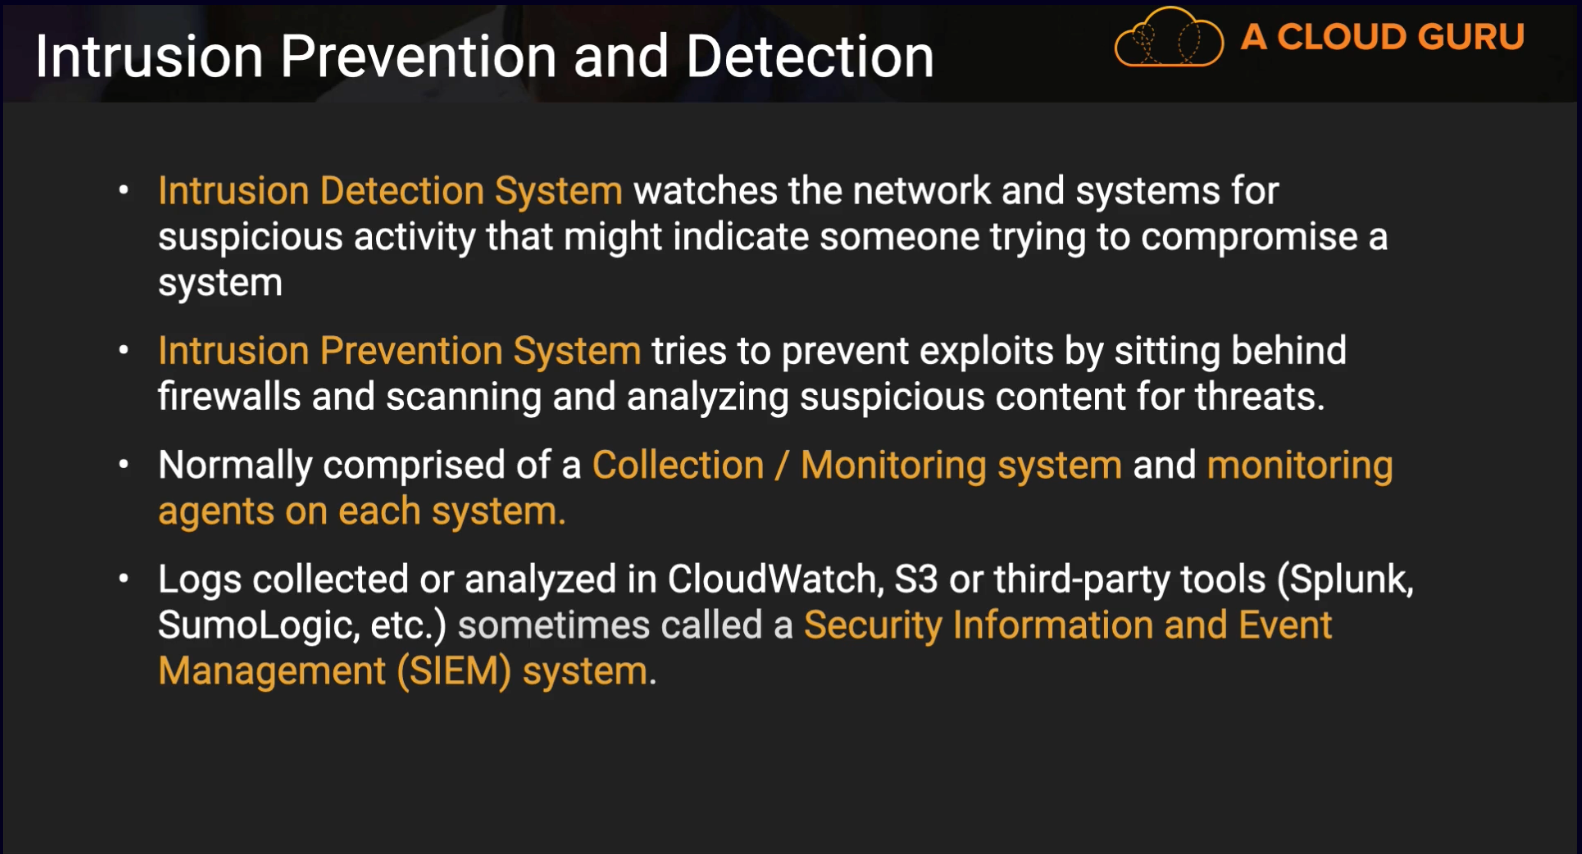 Intrusion Prevention and Detection
A CLOUD GURU
• Intrusion Detection System watches the network and systems for
suspicious activity that might indicate someone trying to compromise a
system
• Intrusion Prevention System tries to prevent exploits by sitting behind
firewalls and scanning and analyzing suspicious content for threats.
• Normally comprised of a Collection / Monitoring system and monitoring
agents on each system.
• Logs collected or analyzed in CloudWatch, S3 or third-party tools (Splunk,
SumoLogic, etc.) sometimes called a Security Information and Event
Management (SIEM) system.